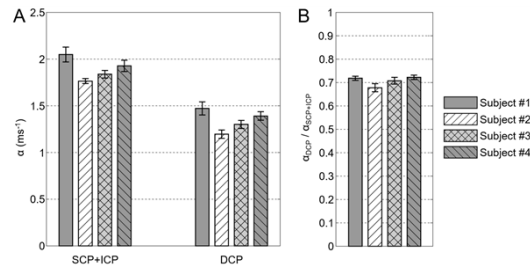 A
2.5
2
1.5
1
0.5
0
α (ms-1)
SCP+ICP
DCP
B
1
0.9
0.8
0.7
0.6
0.5
0.4
0.3
0.2
0.1
0
αDCP / αSCP+ICP
Subject #1
Subject #2
Subject #3
Subject #4